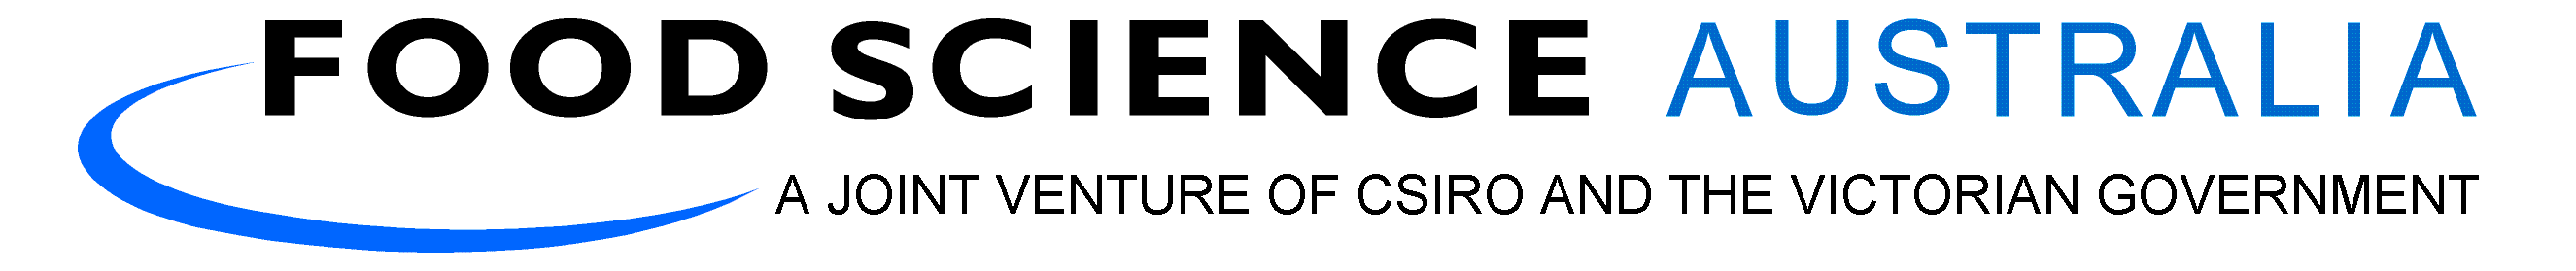 FOOD SCIENCE AUSTRALIA
A JOINT VENTURE OF CSIRO AND THE VICTORIAN GOVERNMENT